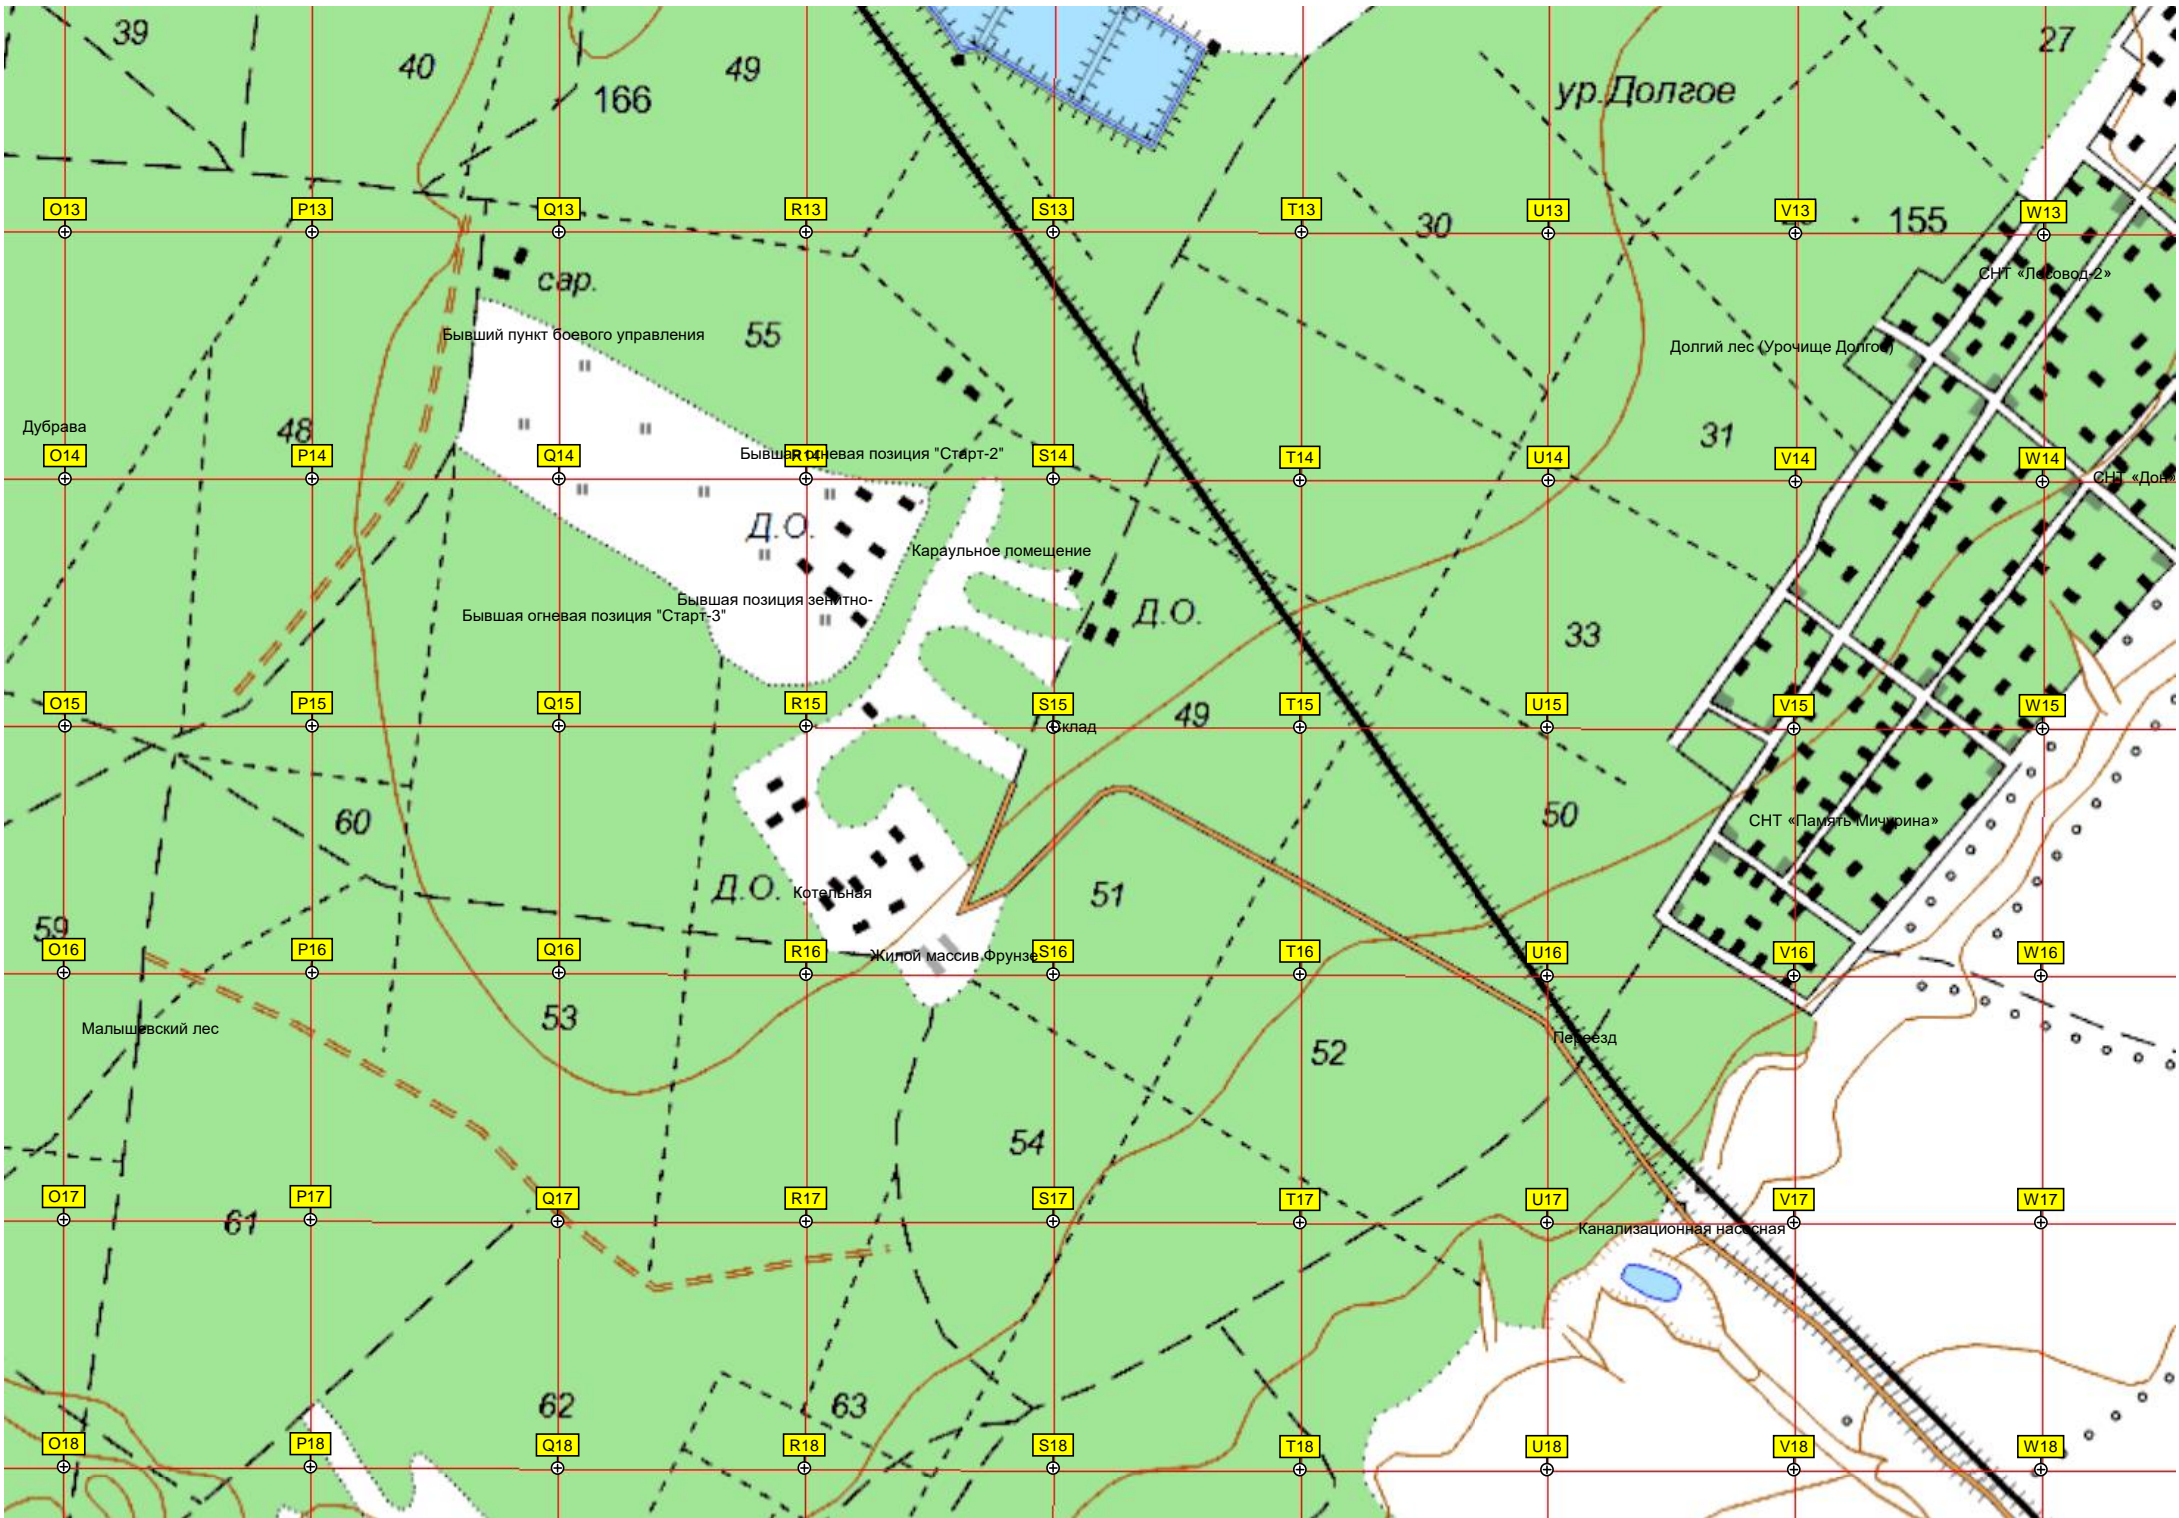 39
40
49
166
ур.Долгое
27
O13
P13
Q13
R13
S13
T13
30
U13
V13
155
W13
сар.
СНТ «Лесовод-2»
Бывший пункт боевого управления
55
Долгий лес (Урочище Долгое)
Дубрава
48
31
O14
P14
Q14
R14
Бывшая огневая позиция "Старт-2"
S14
T14
U14
V14
W14
СНТ «Дон»
Д.О.
Караульное помещение
Бывшая позиция зенитно-
Бывшая огневая позиция "Старт-3"
Д.О.
33
O15
P15
Q15
R15
S15
49
T15
U15
V15
W15
Склад
60
50
СНТ «Память Мичурина»
Д.О.
Котельная
51
59
O16
P16
Q16
R16
Жилой массив Фрунзе
S16
T16
U16
V16
W16
53
Малышевский лес
52
Переезд
54
O17
P17
Q17
R17
S17
T17
U17
V17
W17
61
Канализационная насосная
62
63
O18
P18
Q18
R18
S18
T18
U18
V18
W18